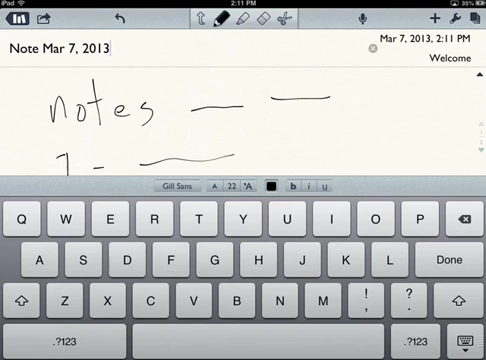 iPad 2:11 PM 35%
Note Mar 7, 2013
Mar 7, 2013, 2:11 PM
Welcome
notes
1 -
Gill Sans A 22 A b i u
Q W E R T Y U I O P
A S D F G H J K L Done
Z X C V B N M ! , ? .
.?123 .?123